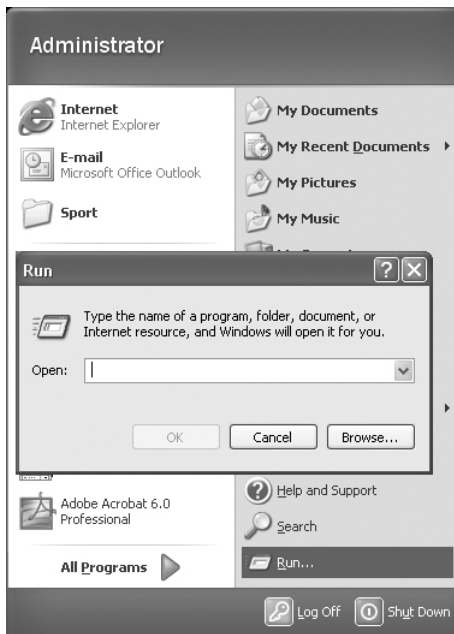 Administrator
Internet
Internet Explorer
E-mail
Microsoft Office Outlook
Sport
My Documents
My Recent Documents
My Pictures
My Music
Run
Type the name of a program, folder, document, or
Internet resource, and Windows will open it for you.
Open:
OK
Cancel
Browse...
Adobe Acrobat 6.0
Professional
All Programs
Help and Support
Search
Run...
Log Off
Shut Down